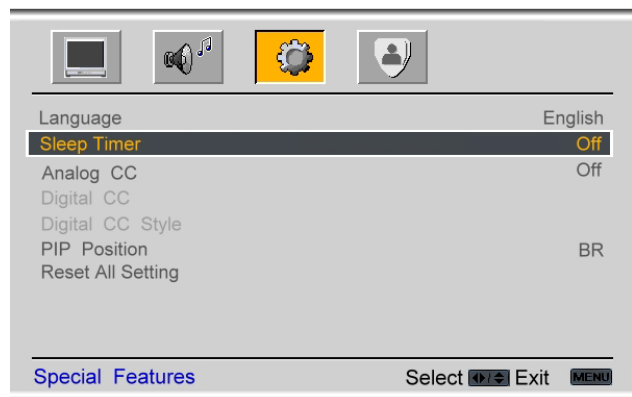 Language English
Sleep Timer Off
Analog CC Off
Digital CC
Digital CC Style
PIP Position BR
Reset All Setting
Special Features Select Exit MENU